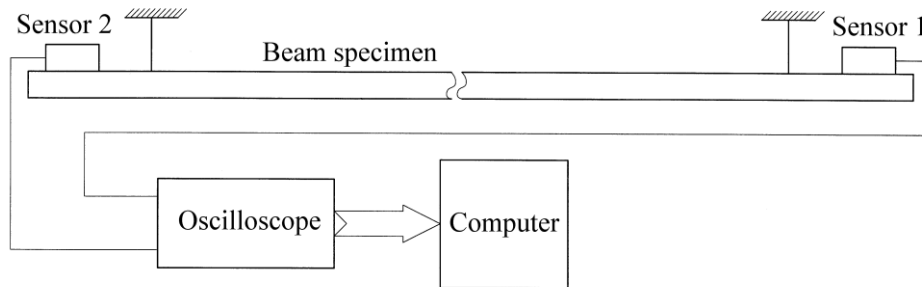 Sensor 2
Sensor 1
Beam specimen
Oscilloscope
Computer